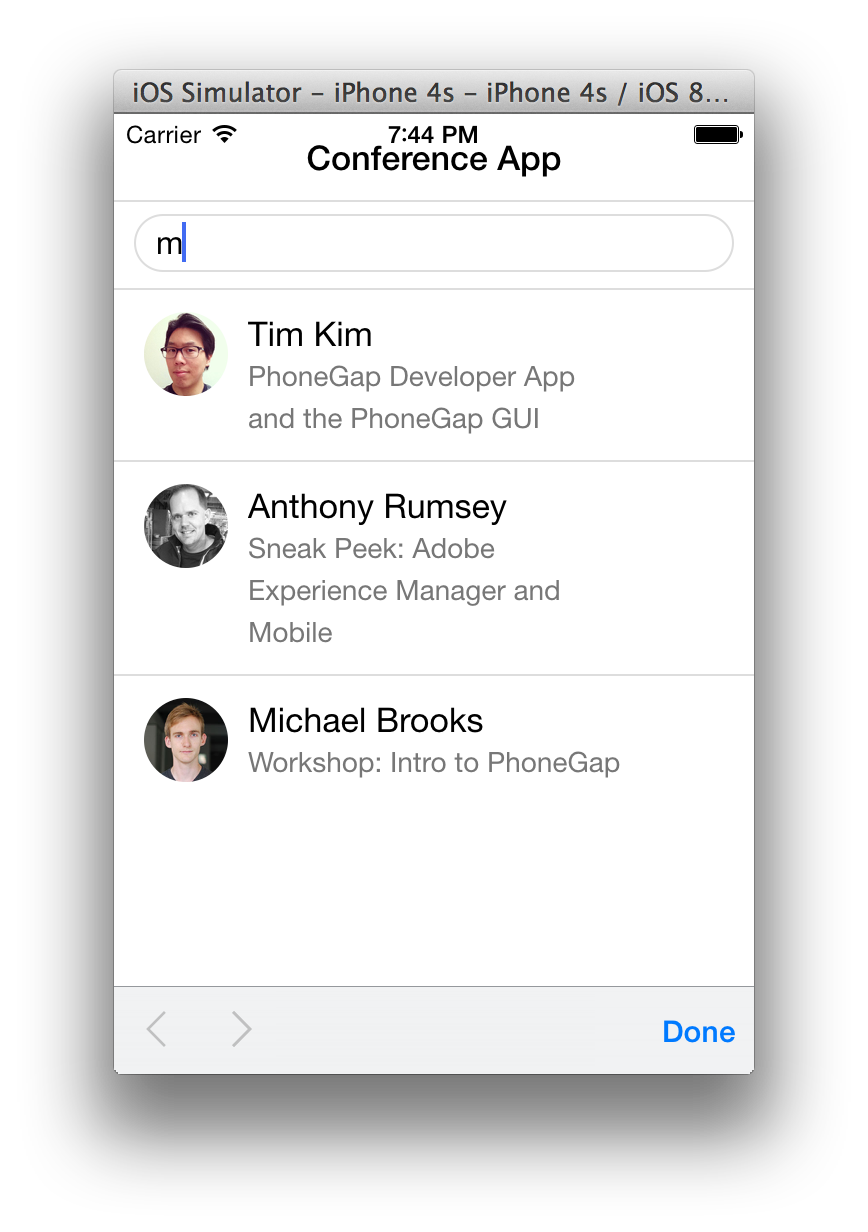 iOS Simulator – iPhone 4s – iPhone 4s / iOS 8...
Carrier 7:44 PM
Conference App
m
Tim Kim
PhoneGap Developer App
and the PhoneGap GUI
Anthony Rumsey
Sneak Peek: Adobe
Experience Manager and
Mobile
Michael Brooks
Workshop: Intro to PhoneGap
Done